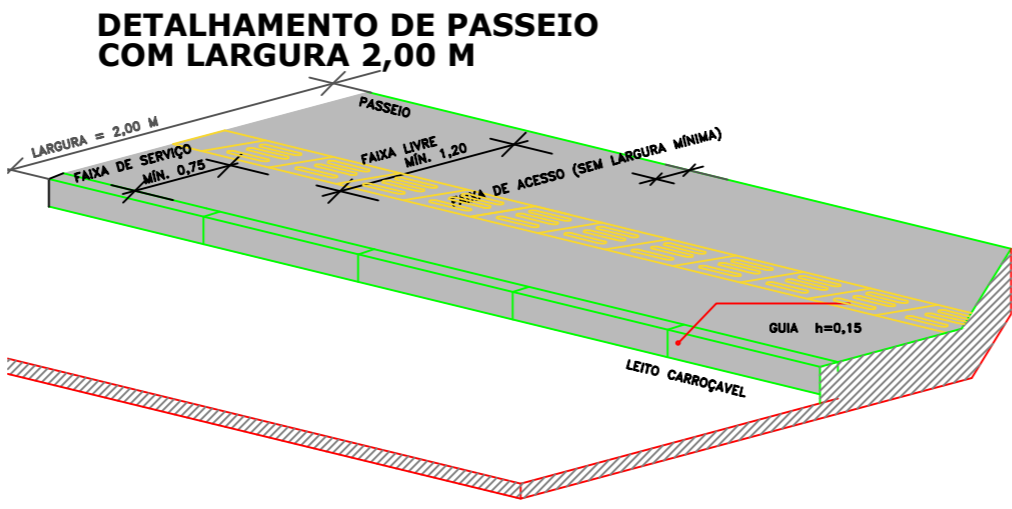 DETALHAMENTO DE PASSEIO
COM LARGURA 2,00 M
LARGURA = 2,00 M
PASSEIO
FAIXA DE SERVIÇO
MÍN. 0,75
FAIXA LIVRE
MÍN. 1,20
FAIXA DE ACESSO (SEM LARGURA MÍNIMA)
GUIA h=0,15
LEITO CARROÇAVEL